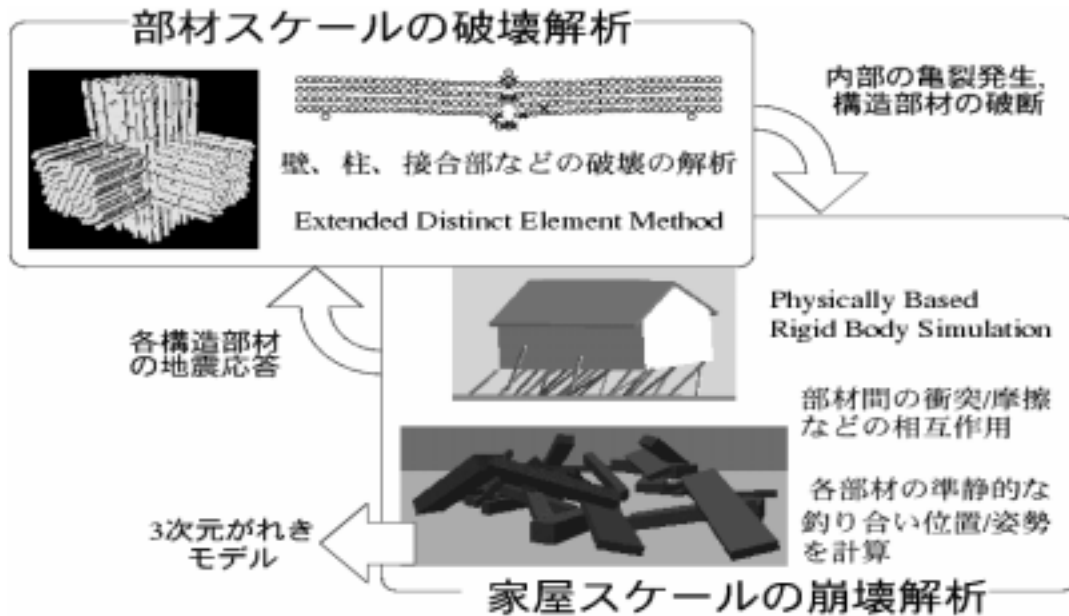 部材スケールの破壊解析
壁、柱、接合部などの破壊の解析
Extended Distinct Element Method
内部の亀裂発生,
構造部材の破断
各構造部材
の地震応答
Physically Based
Rigid Body Simulation
部材間の衝突/摩擦
などの相互作用
各部材の準静的な
釣り合い位置/姿勢
を計算
3次元がれき
モデル
家屋スケールの崩壊解析